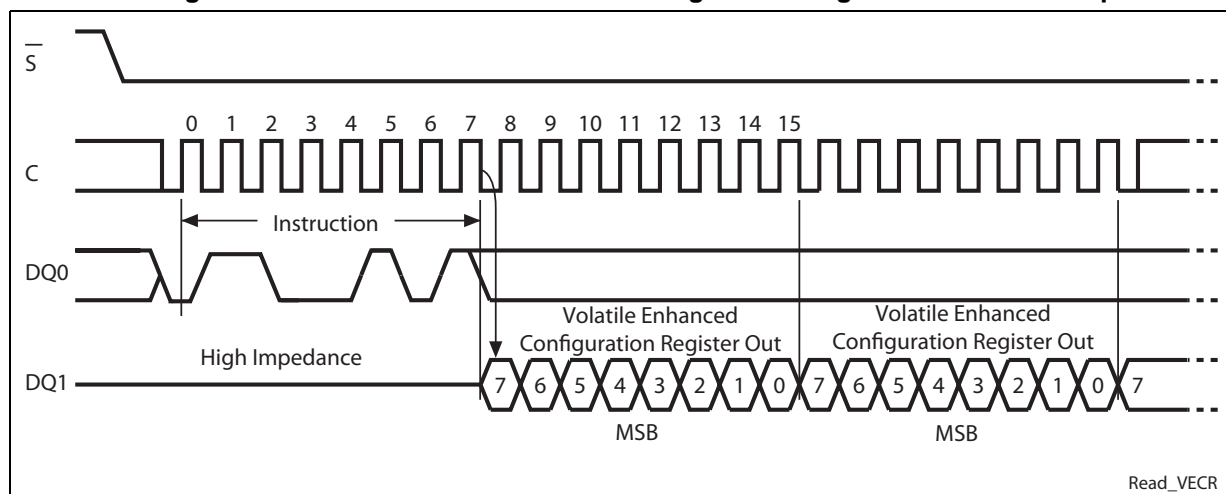 S
0 1 2 3 4 5 6 7 8 9 10 11 12 13 14 15
C
Instruction
DQ0
Volatile Enhanced
Configuration Register Out
Volatile Enhanced
Configuration Register Out
High Impedance
DQ1
7 6 5 4 3 2 1 0 7 6 5 4 3 2 1 0 7
MSB
MSB
Read_VECR